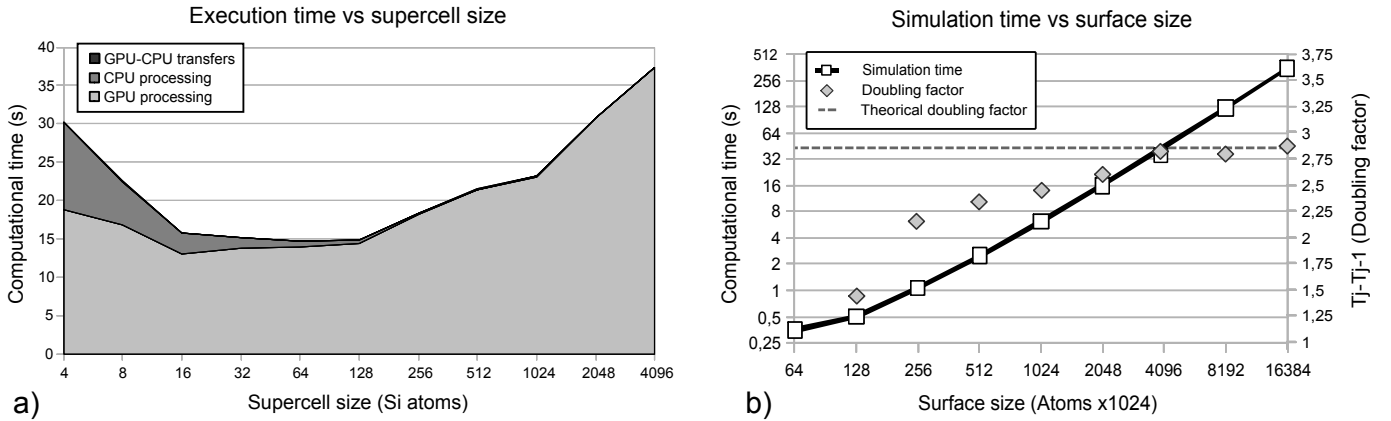 Execution time vs supercell size
GPU-CPU transfers
CPU processing
GPU processing
Computational time (s)
40
35
30
25
20
15
10
5
0
4 8 16 32 64 128 256 512 1024 2048 4096
Supercell size (Si atoms)
a)
Simulation time vs surface size
Simulation time
Doubling factor
Theorical doubling factor
Computational time (s)
512
256
128
64
32
16
8
4
2
1
0,5
0,25
3,75
3,5
3,25
3
2,75
2,5
2,25
2
1,75
1,5
1,25
1
Tj-Tj-1 (Doubling factor)
64 128 256 512 1024 2048 4096 8192 16384
Surface size (Atoms x1024)
b)